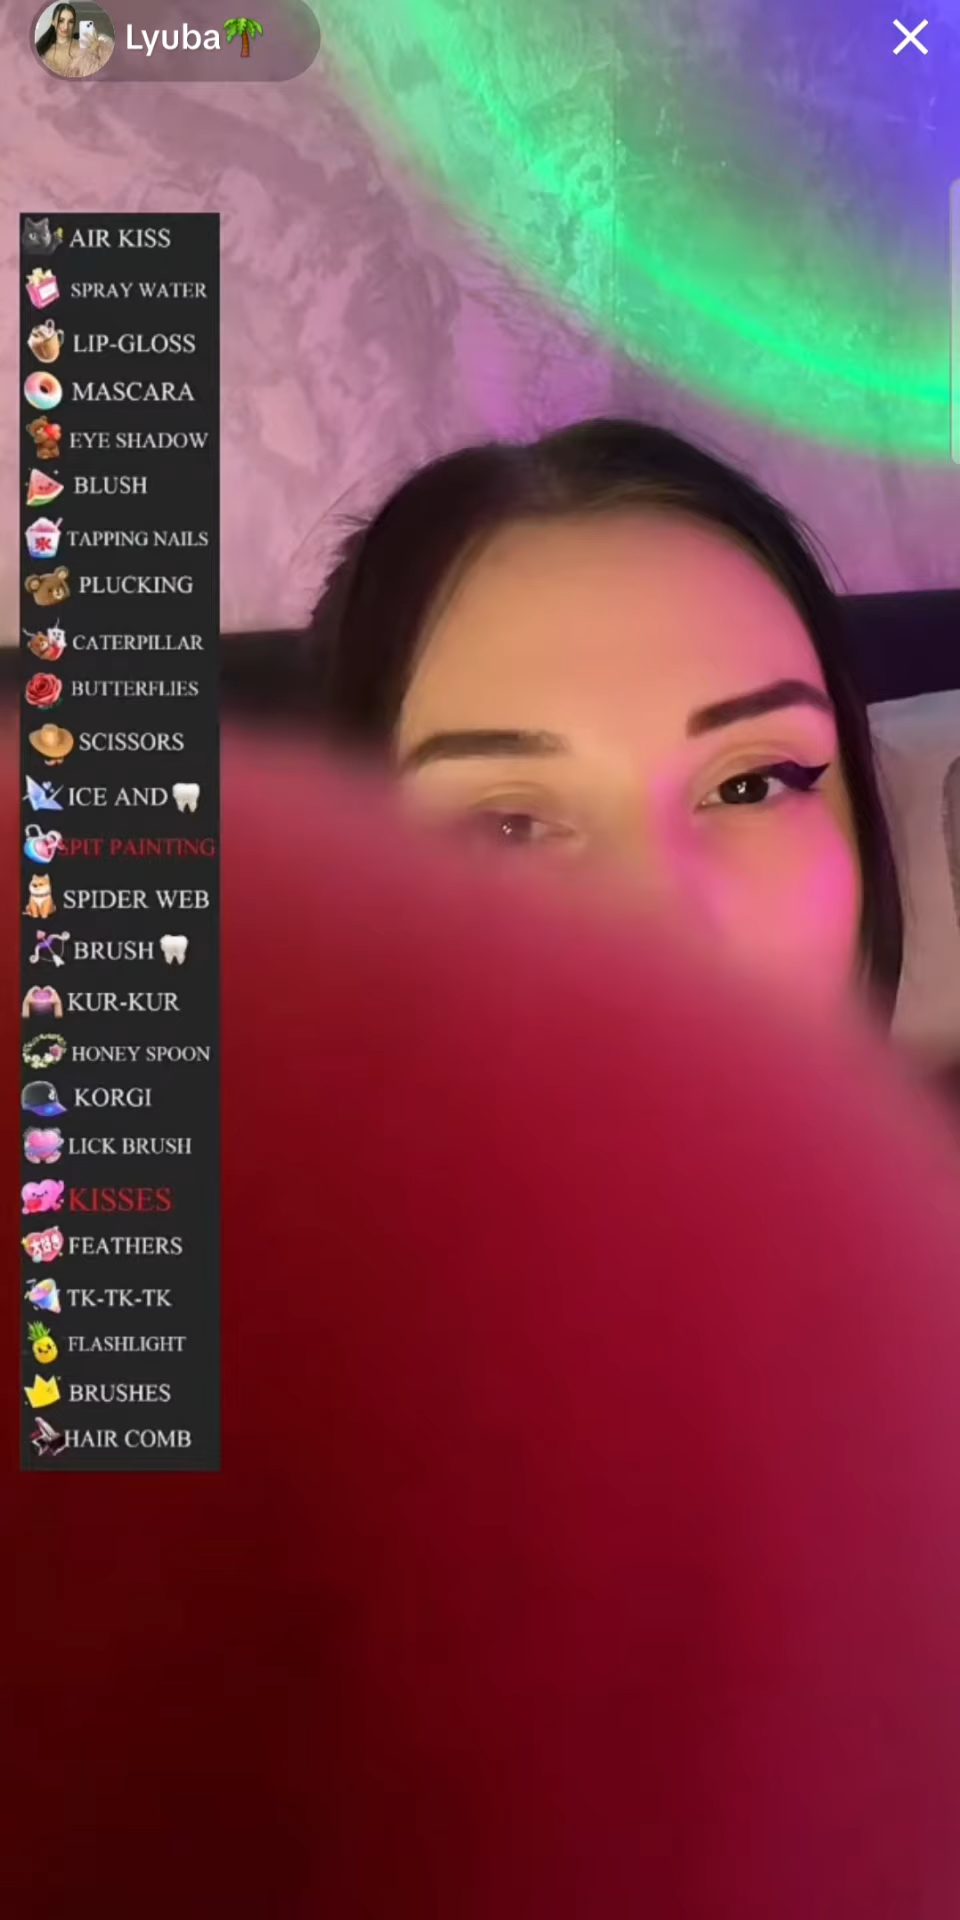 Lyuba🌴
AIR KISS
SPRAY WATER
LIP-GLOSS
MASCARA
EYE SHADOW
BLUSH
TAPPING NAILS
PLUCKING
CATERPILLAR
BUTTERFLIES
SCISSORS
ICE AND🦷
SPIT PAINTING
SPIDER WEB
BRUSH🦷
KUR-KUR
HONEY SPOON
KORGI
LICK BRUSH
KISSES
FEATHERS
TK-TK-TK
FLASHLIGHT
BRUSHES
HAIR COMB